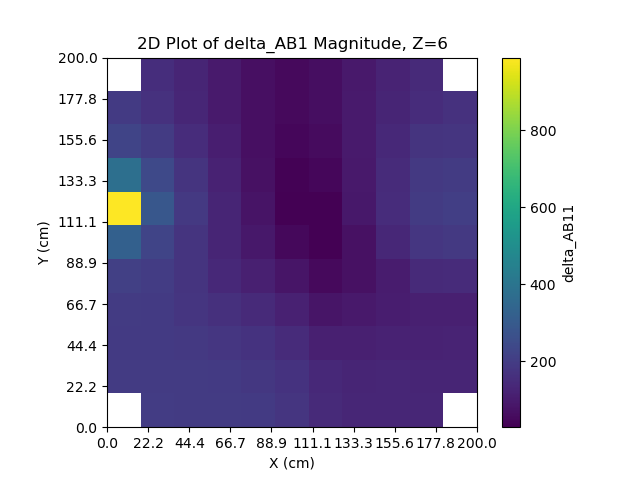 2D Plot of delta_AB1 Magnitude, Z=6
200.0
177.8
155.6
133.3
111.1
88.9
66.7
44.4
22.2
0.0
Y (cm)
0.0 22.2 44.4 66.7 88.9 111.1 133.3 155.6 177.8 200.0
X (cm)
800
600
400
200
delta_AB11